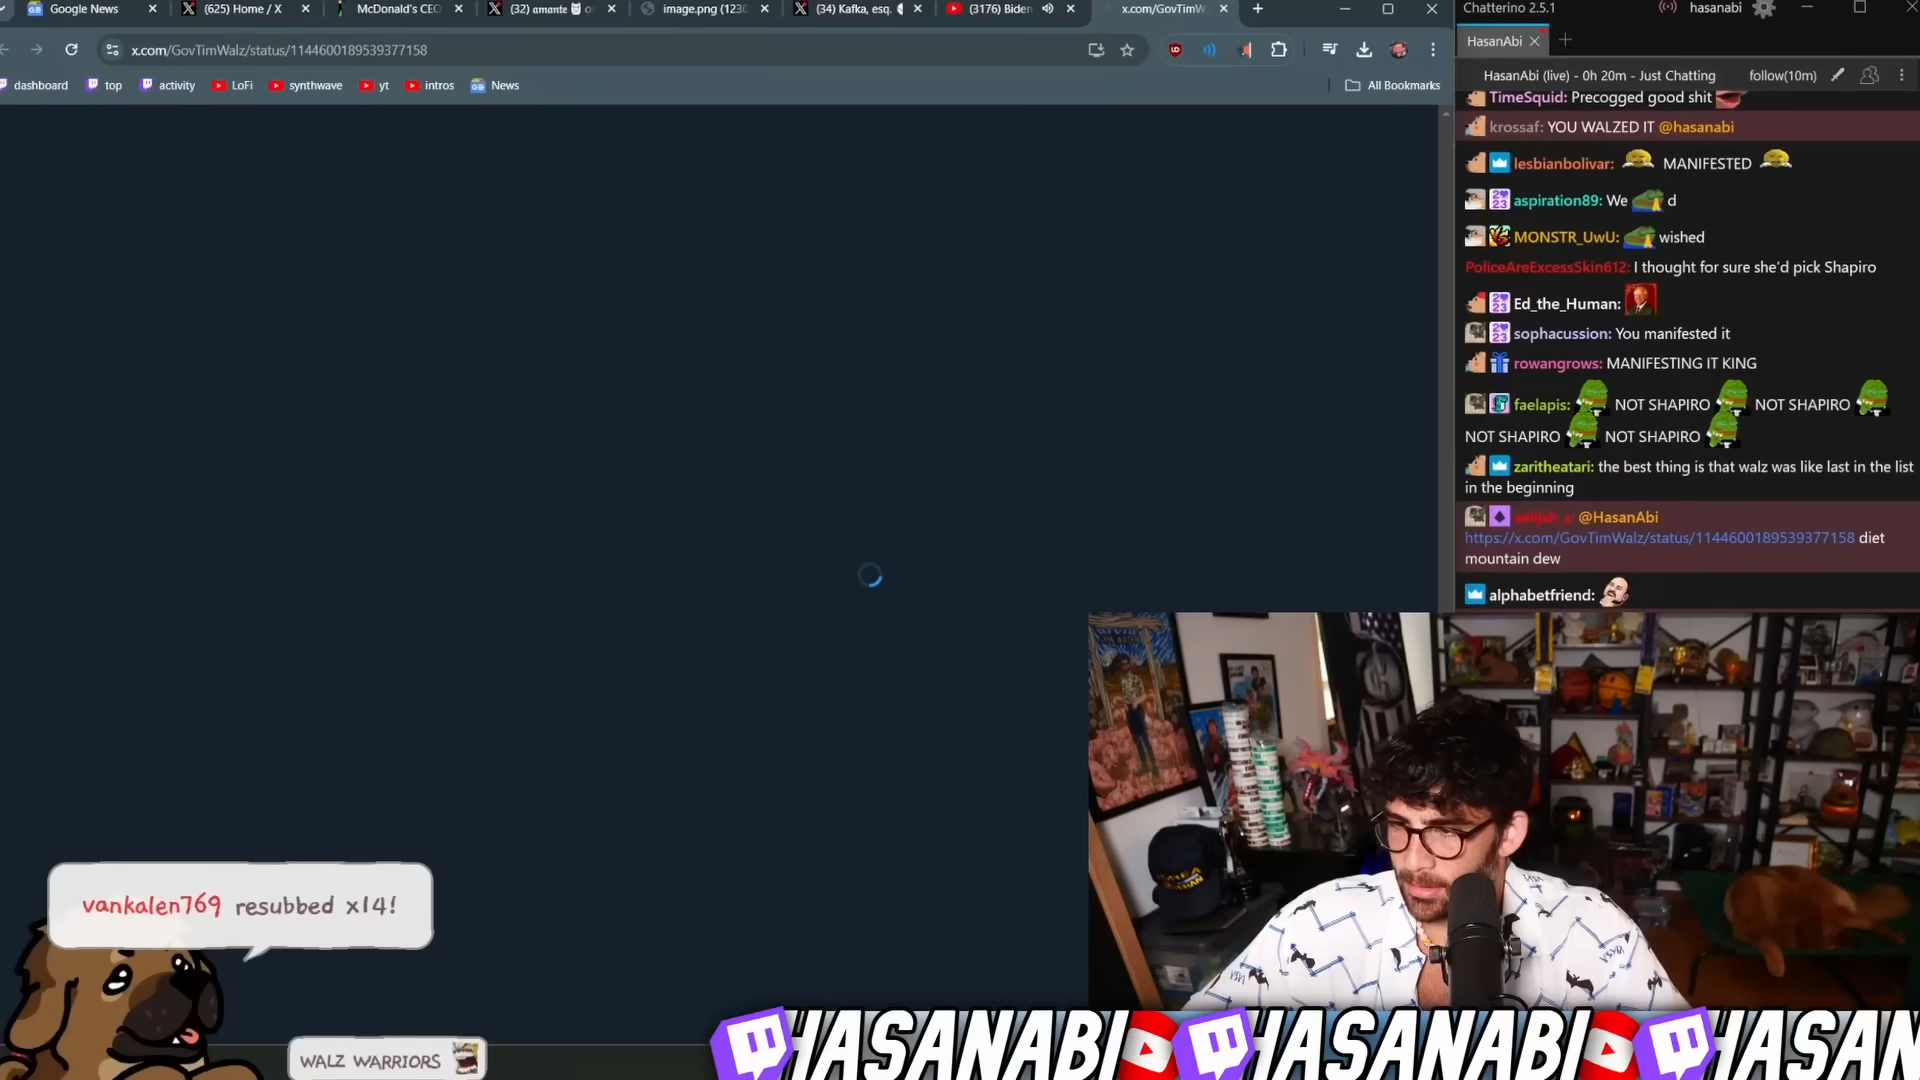 Google News
(625) Home / X
McDonald's CEO
(32) amante
image.png (1230
(34) Kafka, esq.
(3176) Biden
x.com/GovTimW
x.com/GovTimWalz/status/1144600189539377158
dashboard
top
activity
LoFi
synthwave
yt
intros
News
All Bookmarks
Chatterino 2.5.1
hasanabi
HasanAbi
HasanAbi (live) - 0h 20m - Just Chatting
follow(10m)
TimeSquid: Precogged good shit
krossaf: YOU WALZED IT @hasanabi
lesbianbolivar: MANIFESTED
aspiration89: We d
MONSTR_UwU: wished
PoliceAreExcessSkin612: I thought for sure she'd pick Shapiro
Ed_the_Human:
sophacussion: You manifested it
rowangrows: MANIFESTING IT KING
faelapis: NOT SHAPIRO NOT SHAPIRO
NOT SHAPIRO NOT SHAPIRO
zaritheatari: the best thing is that walz was like last in the list
in the beginning
@HasanAbi
https://x.com/GovTimWalz/status/1144600189539377158 diet
mountain dew
alphabetfriend:
vankalen769 resubbed x14!
WALZ WARRIORS
HASANABI HASANABI HASAN